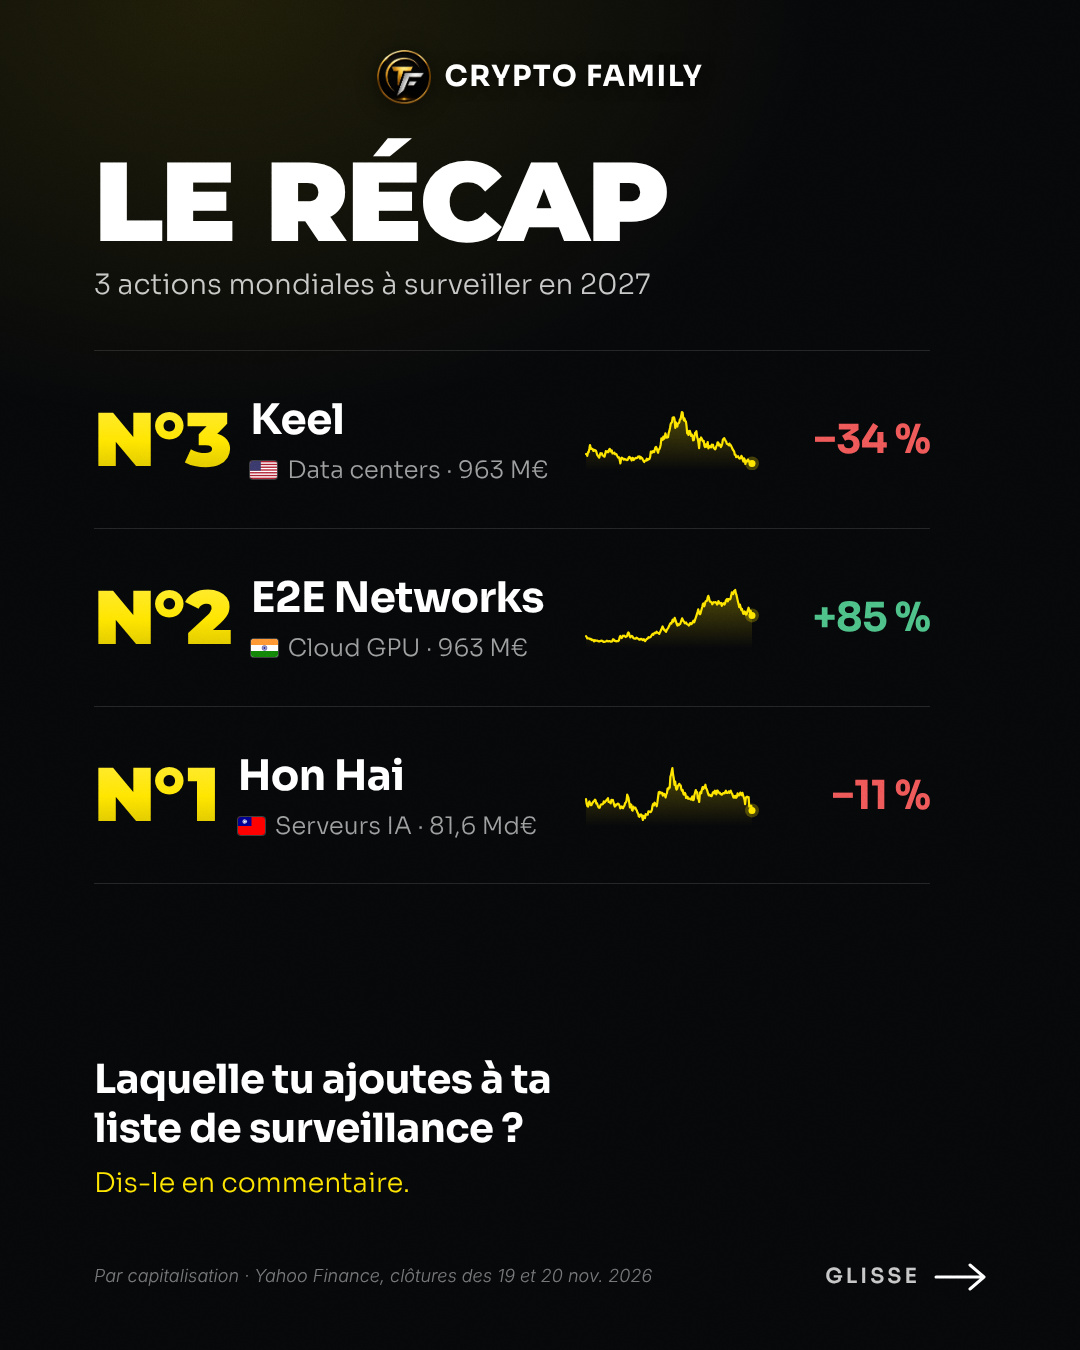 TF CRYPTO FAMILY
LE RÉCAP
3 actions mondiales à surveiller en 2027
N°3 Keel −34 %
Data centers · 963 M€
N°2 E2E Networks +85 %
Cloud GPU · 963 M€
N°1 Hon Hai −11 %
Serveurs IA · 81,6 Md€
Laquelle tu ajoutes à ta
liste de surveillance ?
Dis-le en commentaire.
Par capitalisation · Yahoo Finance, clôtures des 19 et 20 nov. 2026 GLISSE